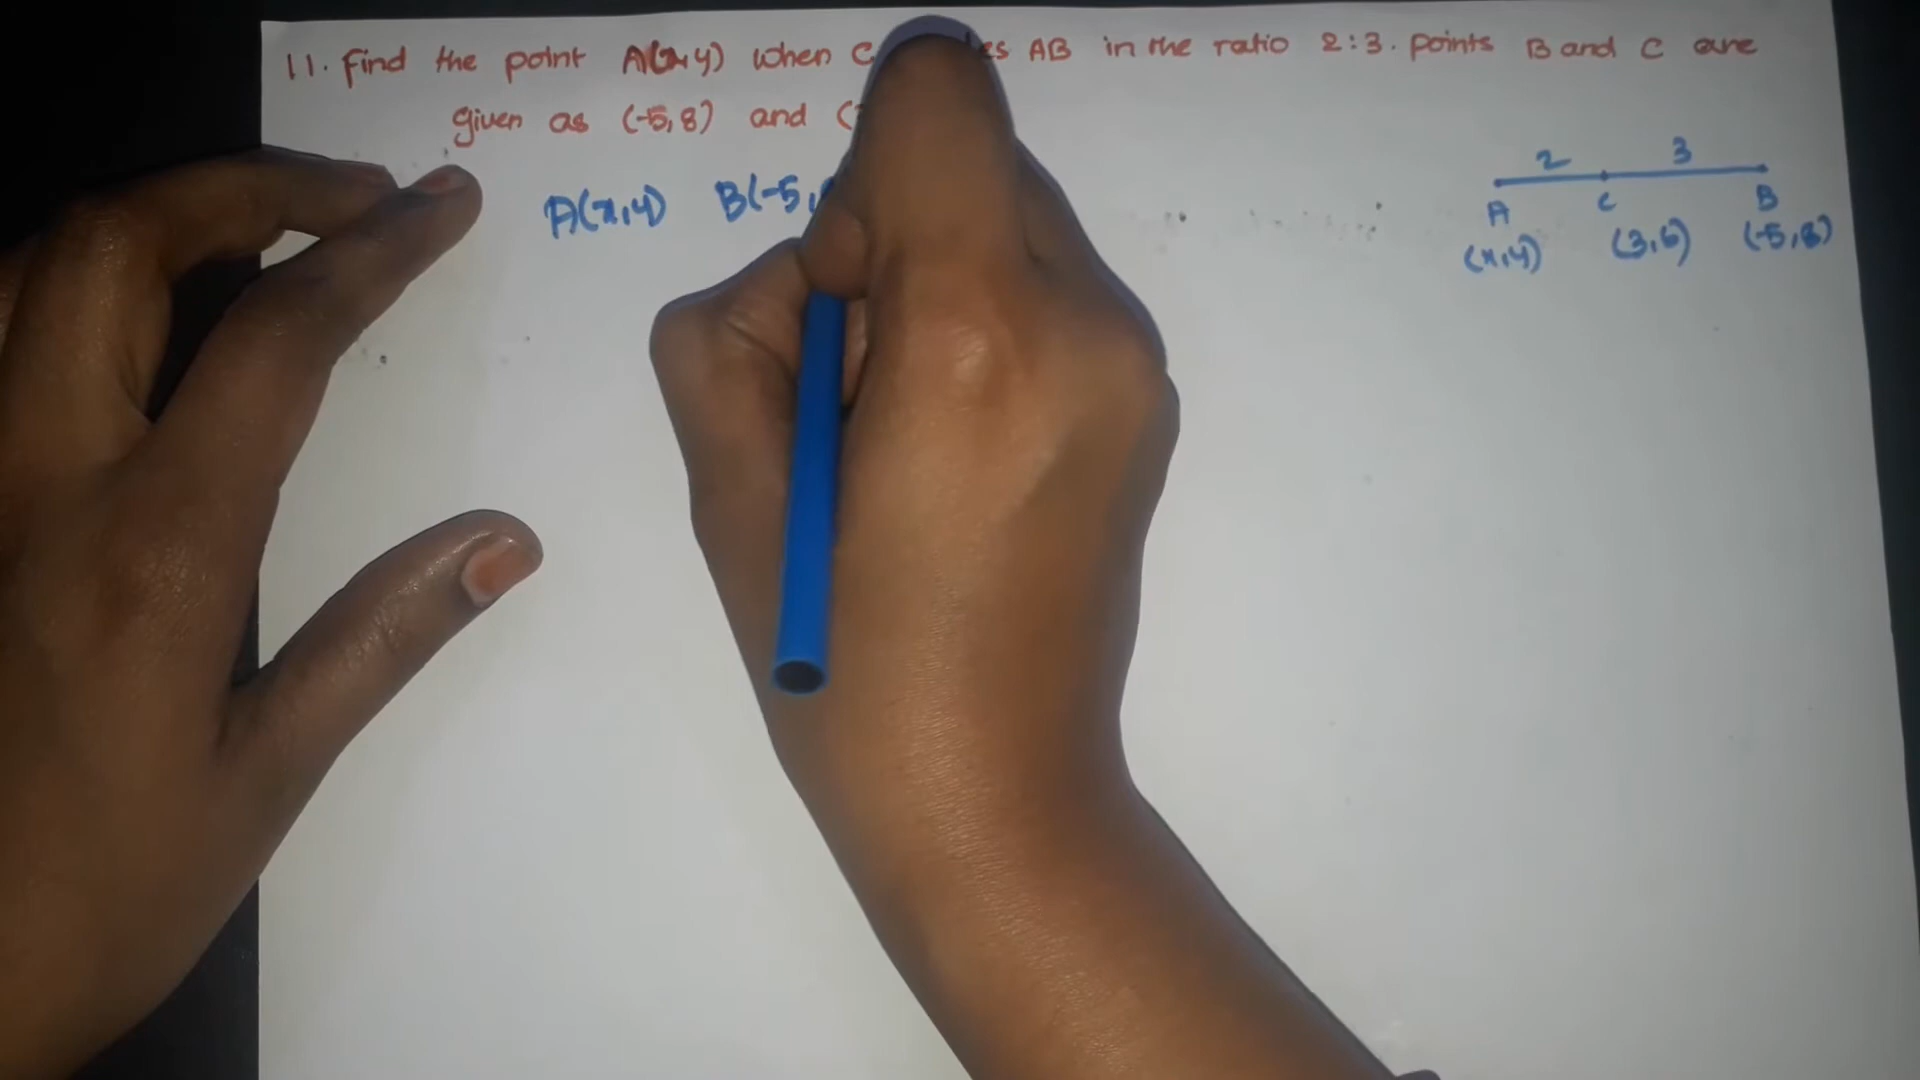 11. Find the point A(x,y) when C AB in the ratio 2:3. points B and C are
given as (-5,8) and (
2 3
A(x,y) B(-5,
A C B
(x,y) (3,6) (-5,8)